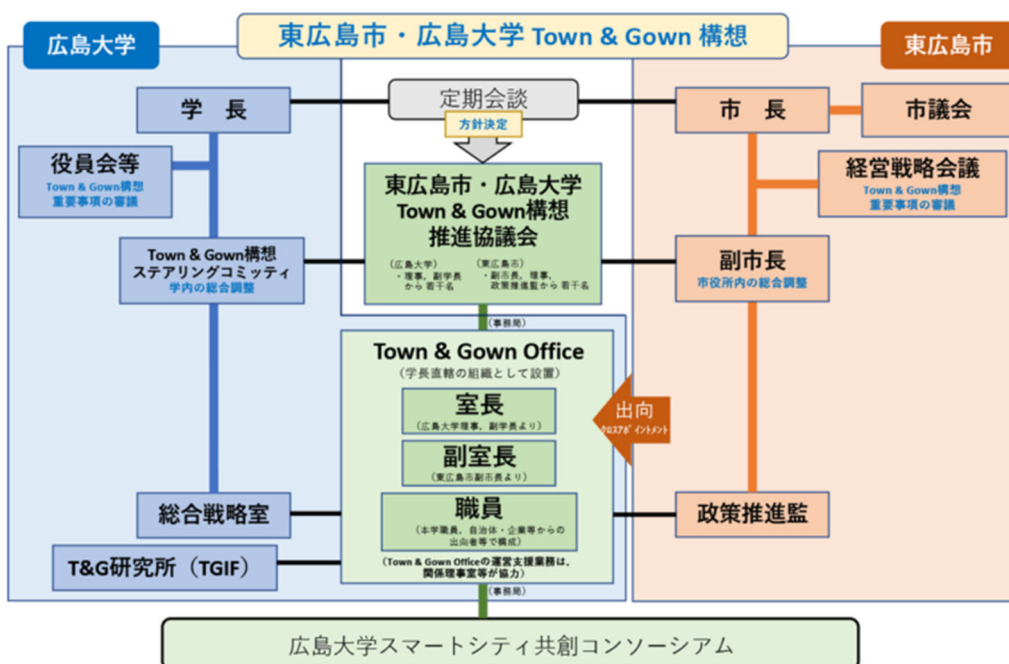 広島大学
東広島市・広島大学 Town & Gown 構想
東広島市
学　長
定期会談
市　長
市議会
方針決定
役員会等
Town & Gown構想
重要事項の審議
東広島市・広島大学
Town & Gown構想
推進協議会
(広島大学)
・理事，副学長
から若干名
(東広島市)
・副市長，理事，
政策推進監から若干名
経営戦略会議
Town & Gown構想
重要事項の審議
Town & Gown構想
ステアリングコミッティ
学内の総合調整
副市長
市役所内の総合調整
(事務局)
Town & Gown Office
(学長直轄の組織として設置)
室長
(広島大学理事，副学長より)
副室長
(東広島市副市長より)
職員
(本学職員，自治体・企業等からの
出向者等で構成)
(Town & Gown Officeの運営支援業務は、
関係理事室等が協力)
出向
ｸﾛｽｱﾎﾟｲﾝﾄﾒﾝﾄ
総合戦略室
政策推進監
T&G研究所（TGIF）
(事務局)
広島大学スマートシティ共創コンソーシアム